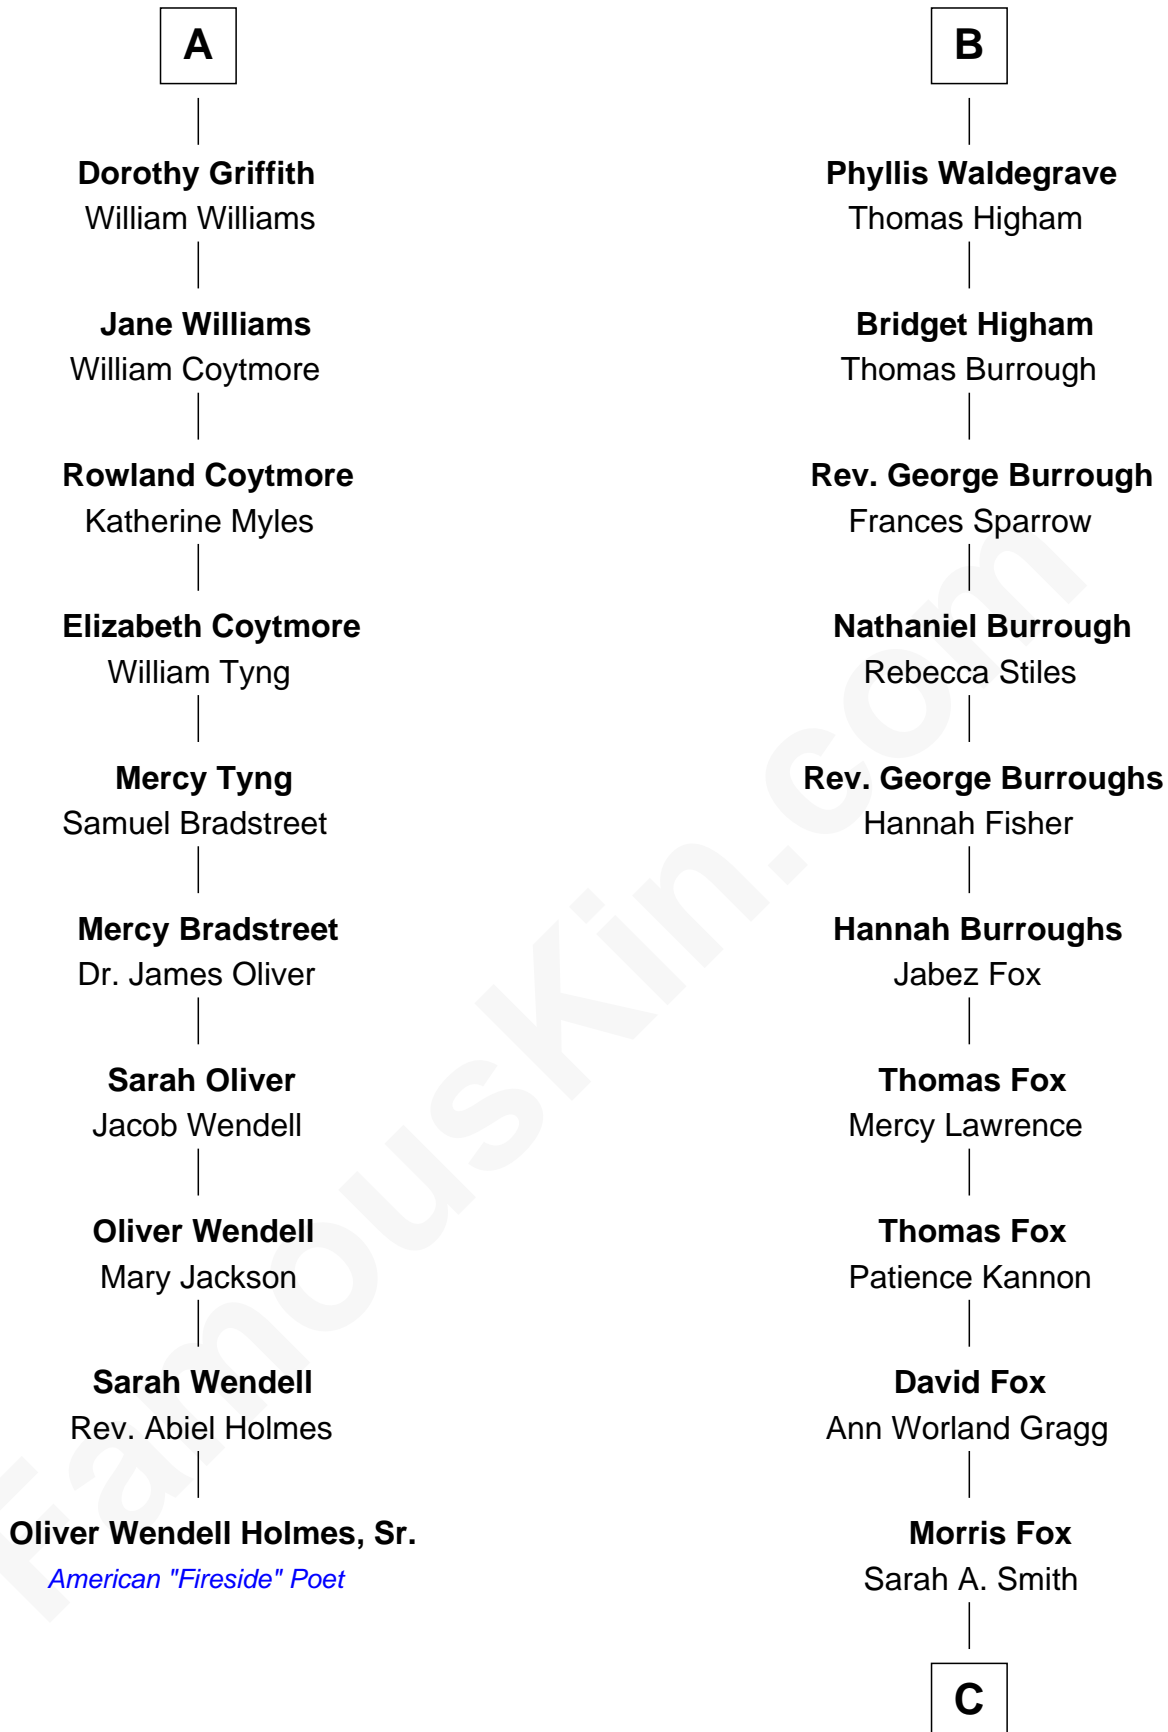 A
Dorothy Griffith
William Williams
Jane Williams
William Coytmore
Rowland Coytmore
Katherine Myles
Elizabeth Coytmore
William Tyng
Mercy Tyng
Samuel Bradstreet
Mercy Bradstreet
Dr. James Oliver
Sarah Oliver
Jacob Wendell
Oliver Wendell
Mary Jackson
Sarah Wendell
Rev. Abiel Holmes
Oliver Wendell Holmes, Sr.
American "Fireside" Poet
B
Phyllis Waldegrave
Thomas Higham
Bridget Higham
Thomas Burrough
Rev. George Burrough
Frances Sparrow
Nathaniel Burrough
Rebecca Stiles
Rev. George Burroughs
Hannah Fisher
Hannah Burroughs
Jabez Fox
Thomas Fox
Mercy Lawrence
Thomas Fox
Patience Kannon
David Fox
Ann Worland Gragg
Morris Fox
Sarah A. Smith
C
FamousKin.com